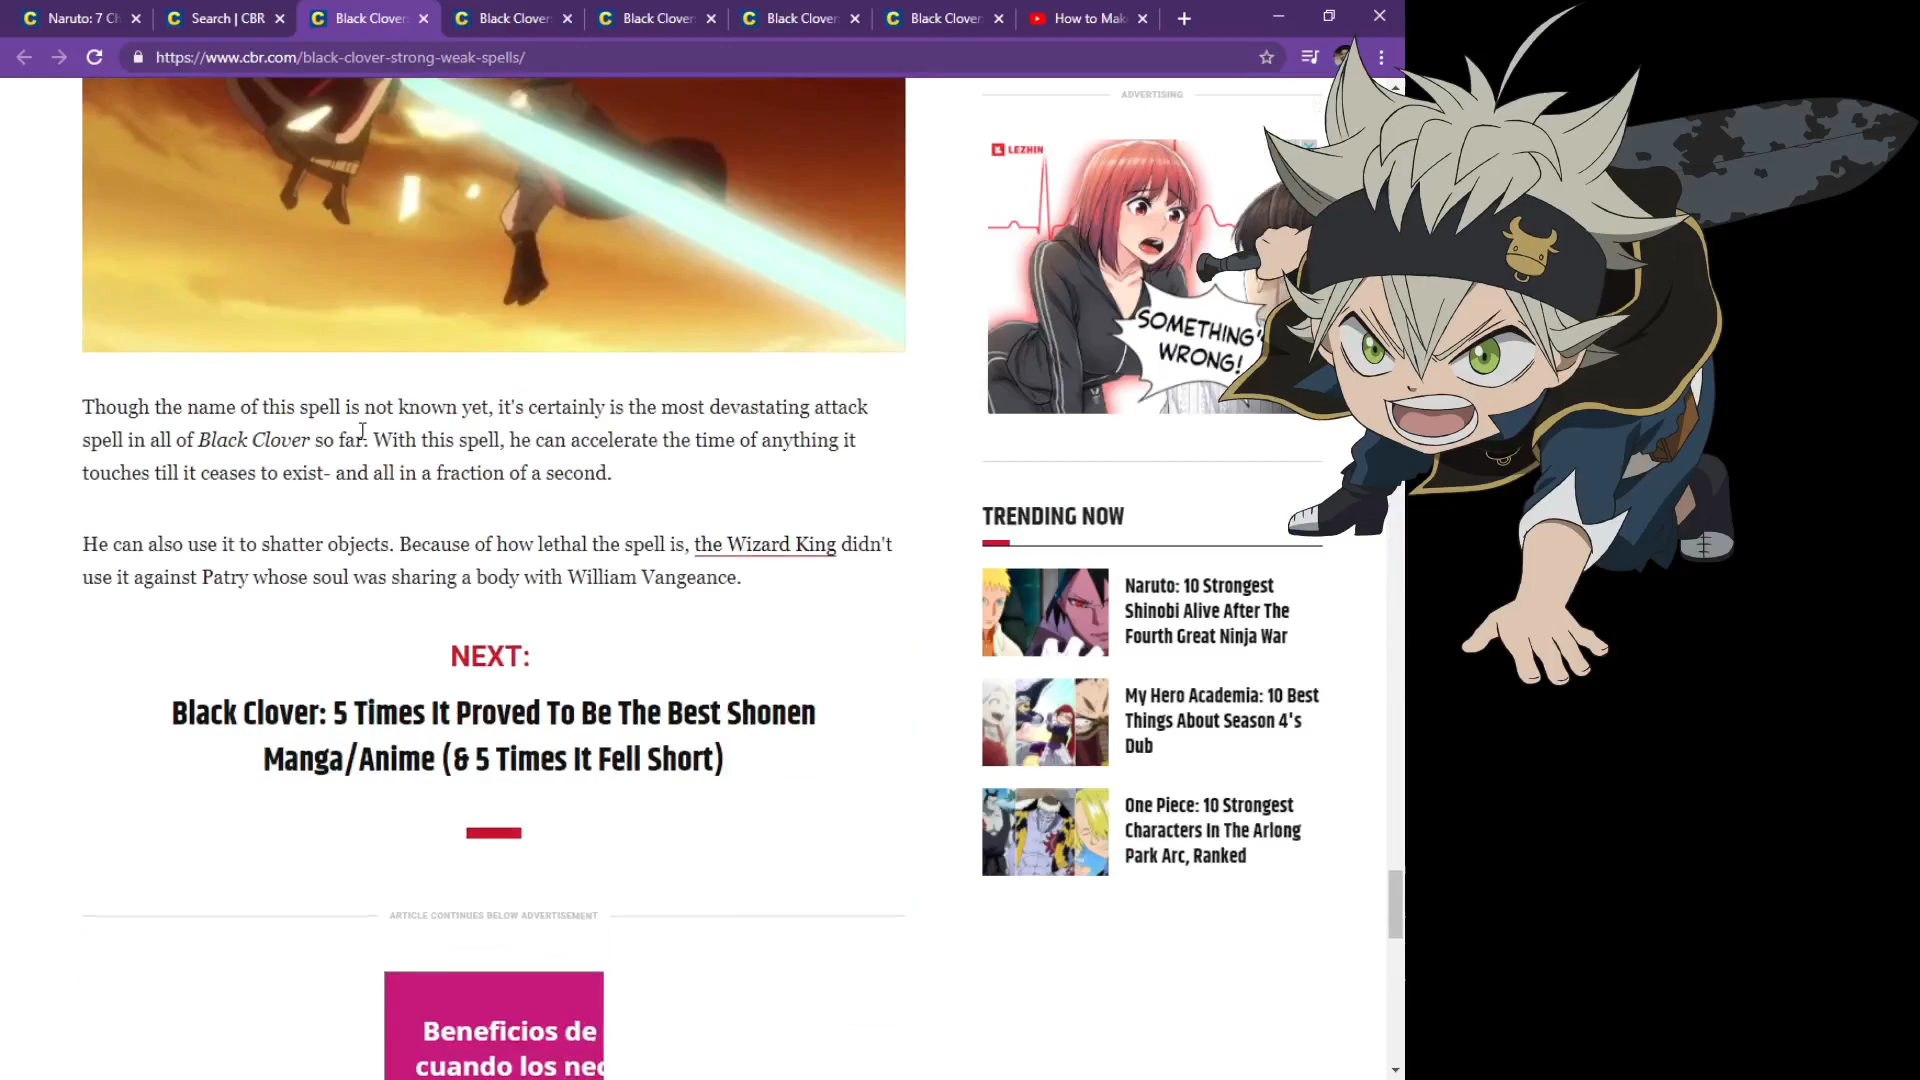 Naruto: 7 Ch
Search | CBR
Black Clover:
Black Clover:
Black Clover:
Black Clover:
Black Clover:
How to Mak
https://www.cbr.com/black-clover-strong-weak-spells/
Though the name of this spell is not known yet, it's certainly is the most devastating attack
spell in all of Black Clover so far. With this spell, he can accelerate the time of anything it
touches till it ceases to exist- and all in a fraction of a second.
He can also use it to shatter objects. Because of how lethal the spell is, the Wizard King didn't
use it against Patry whose soul was sharing a body with William Vangeance.
NEXT:
Black Clover: 5 Times It Proved To Be The Best Shonen
Manga/Anime (& 5 Times It Fell Short)
ARTICLE CONTINUES BELOW ADVERTISEMENT
Beneficios de
cuando los nec
ADVERTISING
LEZHIN
SOMETHING'
WRONG!
TRENDING NOW
Naruto: 10 Strongest
Shinobi Alive After The
Fourth Great Ninja War
My Hero Academia: 10 Best
Things About Season 4's
Dub
One Piece: 10 Strongest
Characters In The Arlong
Park Arc, Ranked